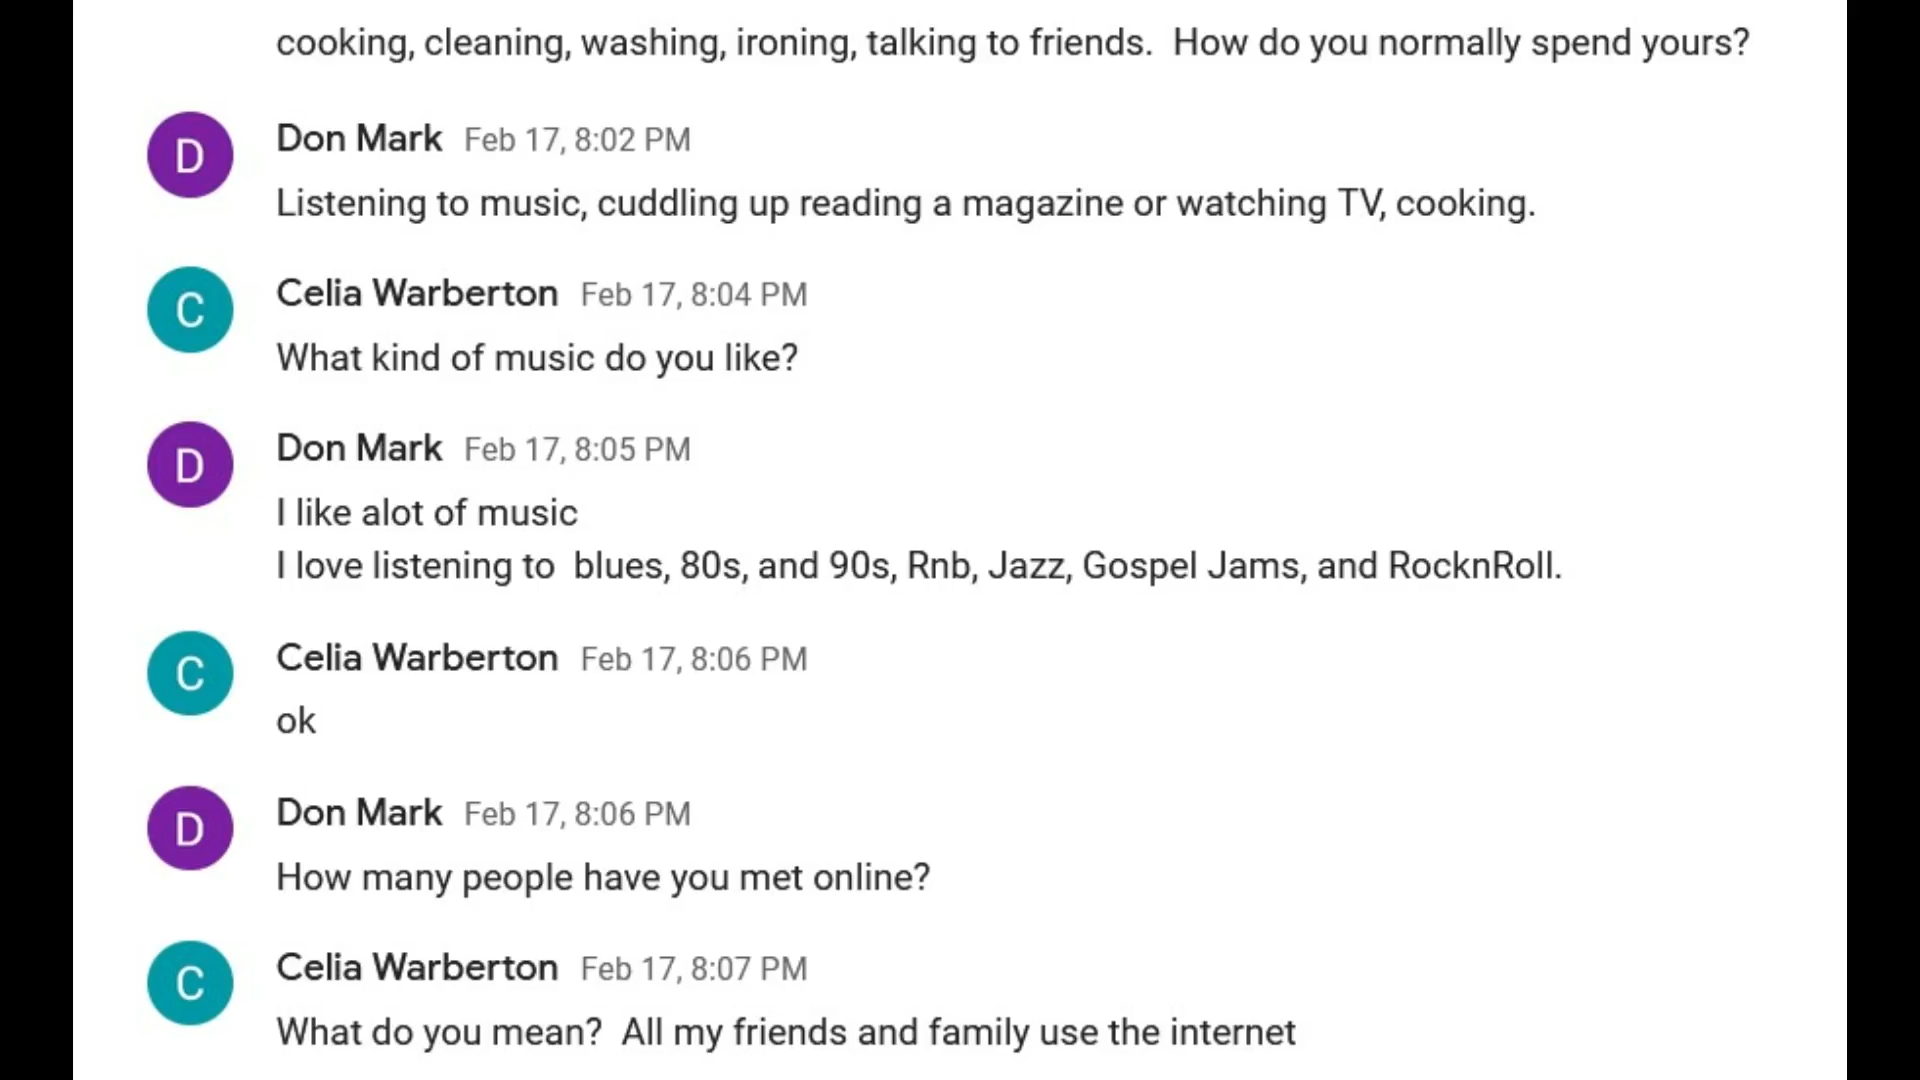 cooking, cleaning, washing, ironing, talking to friends.  How do you normally spend yours?
D
Don Mark Feb 17, 8:02 PM
Listening to music, cuddling up reading a magazine or watching TV, cooking.
C
Celia Warberton Feb 17, 8:04 PM
What kind of music do you like?
D
Don Mark Feb 17, 8:05 PM
I like alot of music
I love listening to  blues, 80s, and 90s, Rnb, Jazz, Gospel Jams, and RocknRoll.
C
Celia Warberton Feb 17, 8:06 PM
ok
D
Don Mark Feb 17, 8:06 PM
How many people have you met online?
C
Celia Warberton Feb 17, 8:07 PM
What do you mean?  All my friends and family use the internet